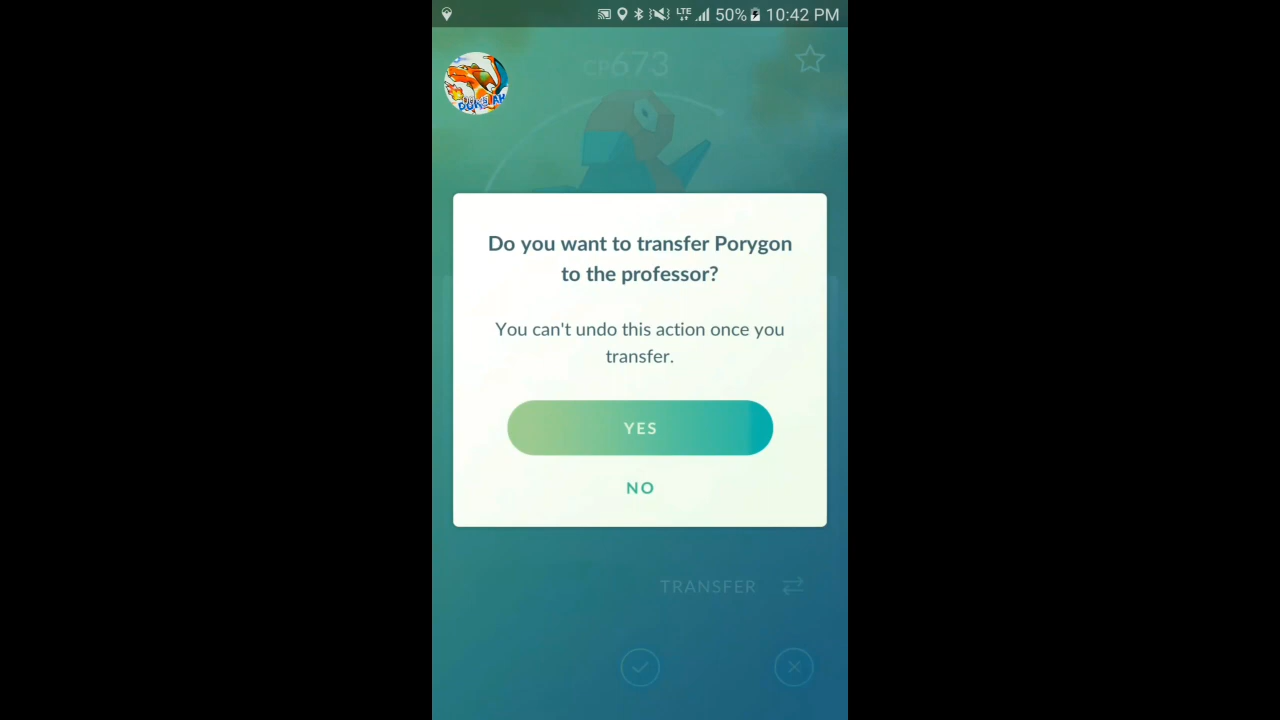 LTE 50% 10:42 PM
CP673
Do you want to transfer Porygon
to the professor?
You can't undo this action once you
transfer.
YES
NO
TRANSFER